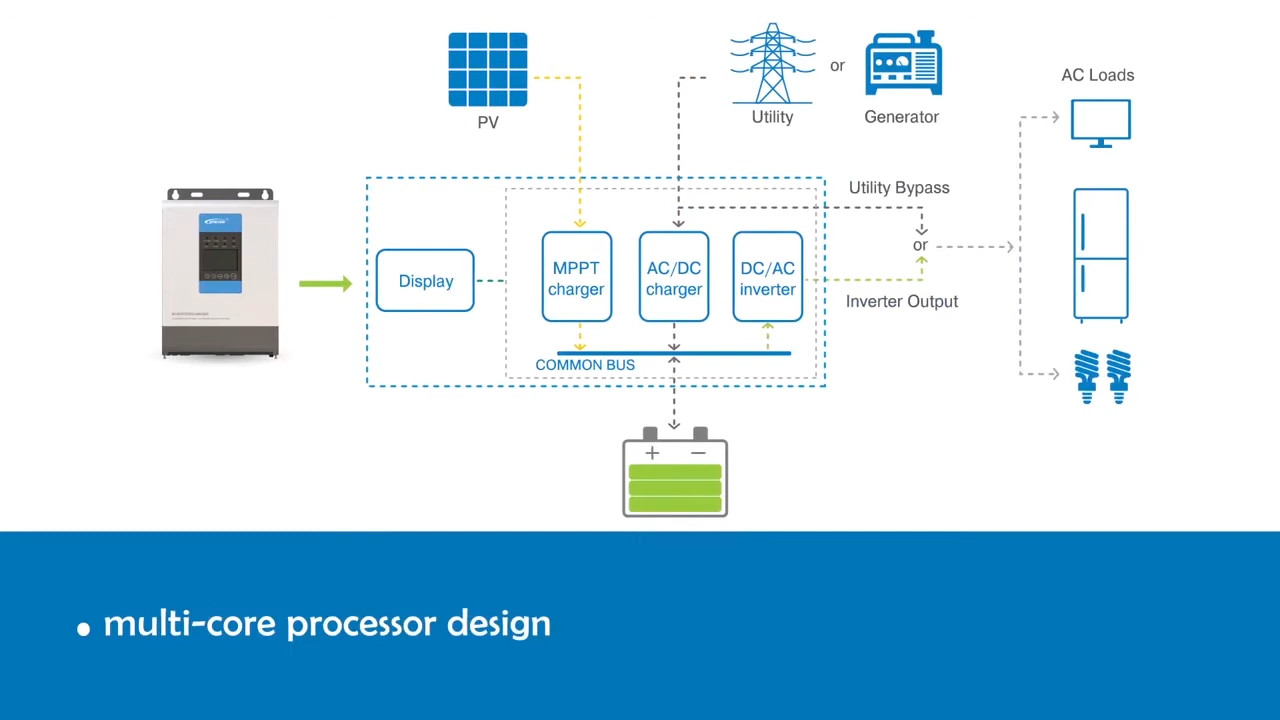 PV
Utility
or
Generator
AC Loads
Utility Bypass
or
Inverter Output
Display
MPPT
charger
AC/DC
charger
DC/AC
inverter
COMMON BUS
+ −
multi-core processor design